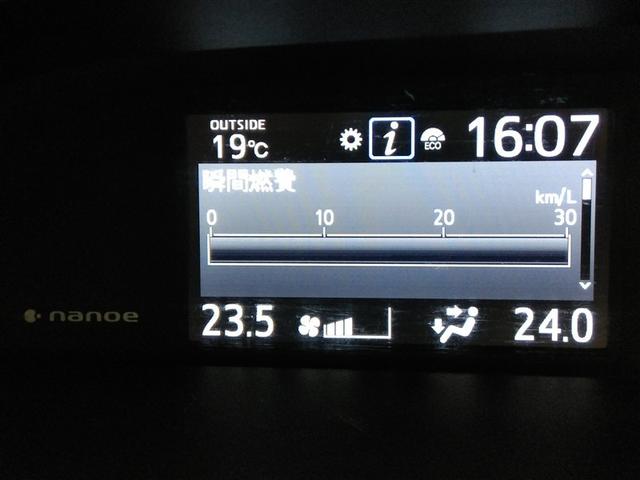 OUTSIDE
19℃
i
ECO
16:07
瞬間燃費
km/L
0 10 20 30
nanoe
23.5
24.0